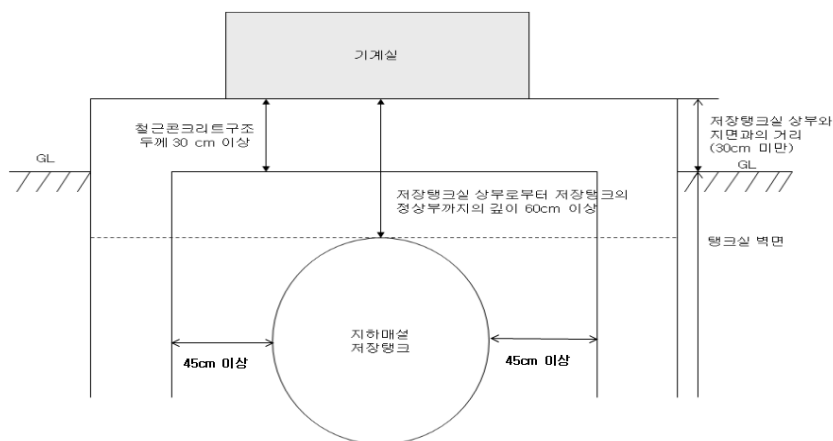 기계실
철근콘크리트구조
두께 30 cm 이상
저장탱크실 상부와
지면과의 거리
(30cm 미만)
GL
GL
저장탱크실 상부로부터 저장탱크의
정상부까지의 깊이 60cm 이상
탱크실 벽면
지하매설
저장탱크
45cm 이상
45cm 이상